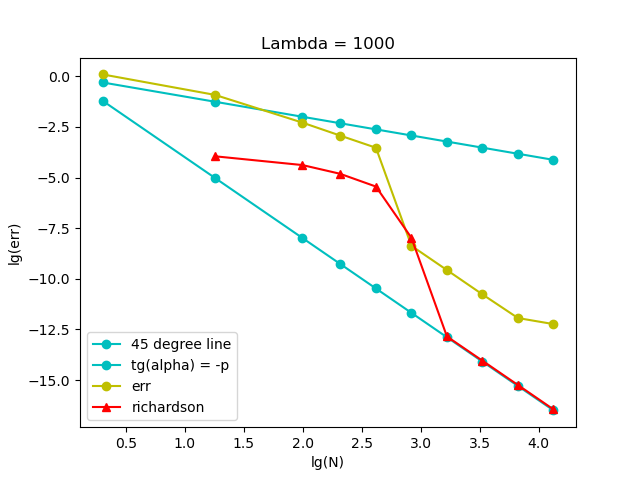 Lambda = 1000
0.0
−2.5
−5.0
−7.5
−10.0
−12.5
−15.0
lg(err)
45 degree line
tg(alpha) = -p
err
richardson
0.5 1.0 1.5 2.0 2.5 3.0 3.5 4.0
lg(N)